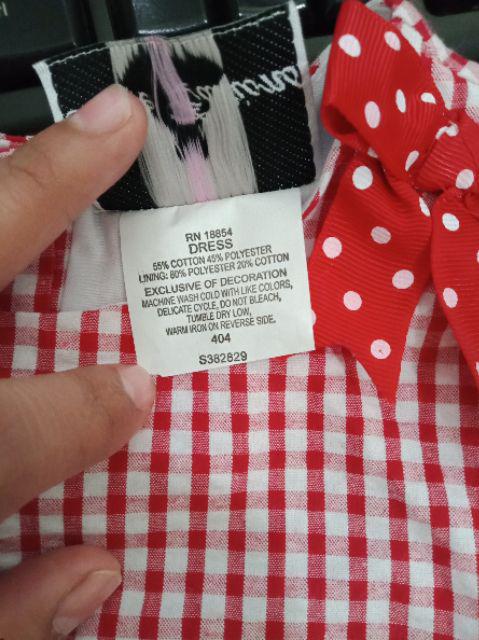 RN 18854
DRESS
55% COTTON 45% POLYESTER
LINING: 80% POLYESTER 20% COTTON
EXCLUSIVE OF DECORATION
MACHINE WASH COLD WITH LIKE COLORS,
DELICATE CYCLE, DO NOT BLEACH,
TUMBLE DRY LOW,
WARM IRON ON REVERSE SIDE.
404
S382829